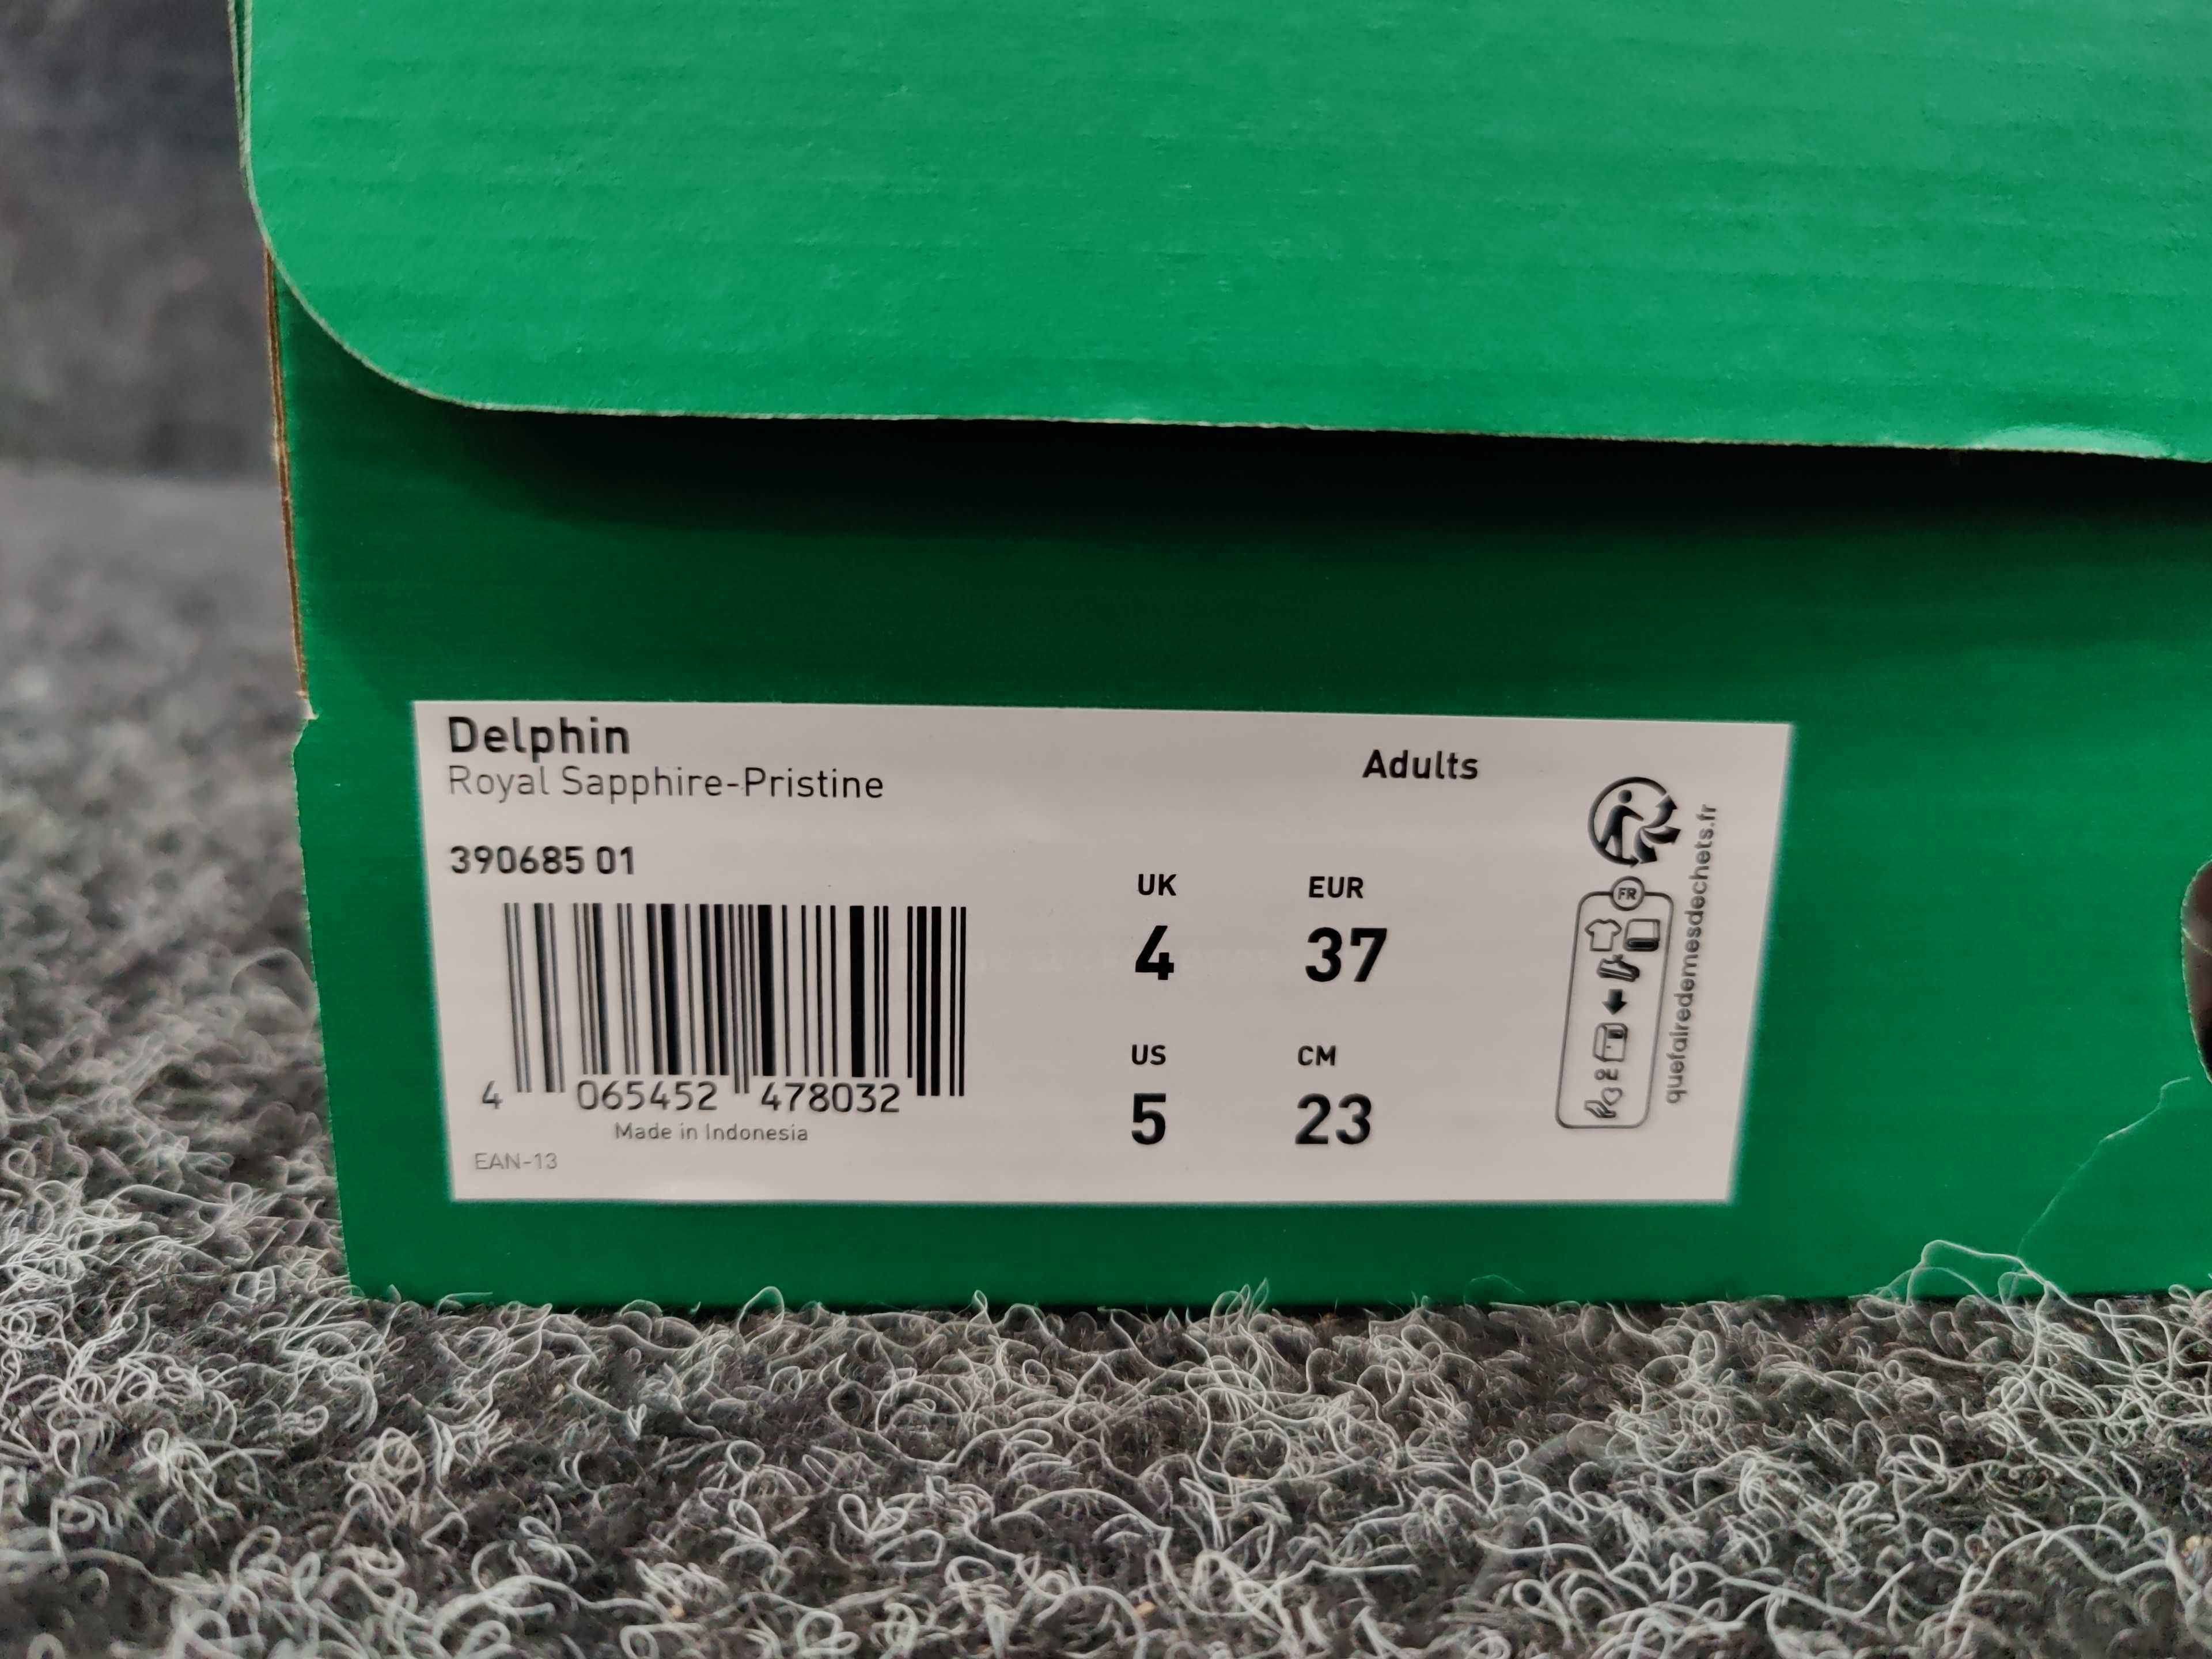 Delphin
Royal Sapphire-Pristine
Adults
390685 01
UK
EUR
4
37
US
CM
5
23
4 065452 478032
Made in Indonesia
EAN-13
FR
OU
quefairedemesdechets.fr